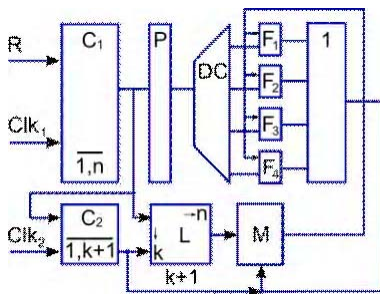 R
Clk₁
C₁
1,n
P
DC
F₁
F₂
F₃
F₄
1
Clk₂
C₂
1,k+1
→n
L
↓
k
k+1
M